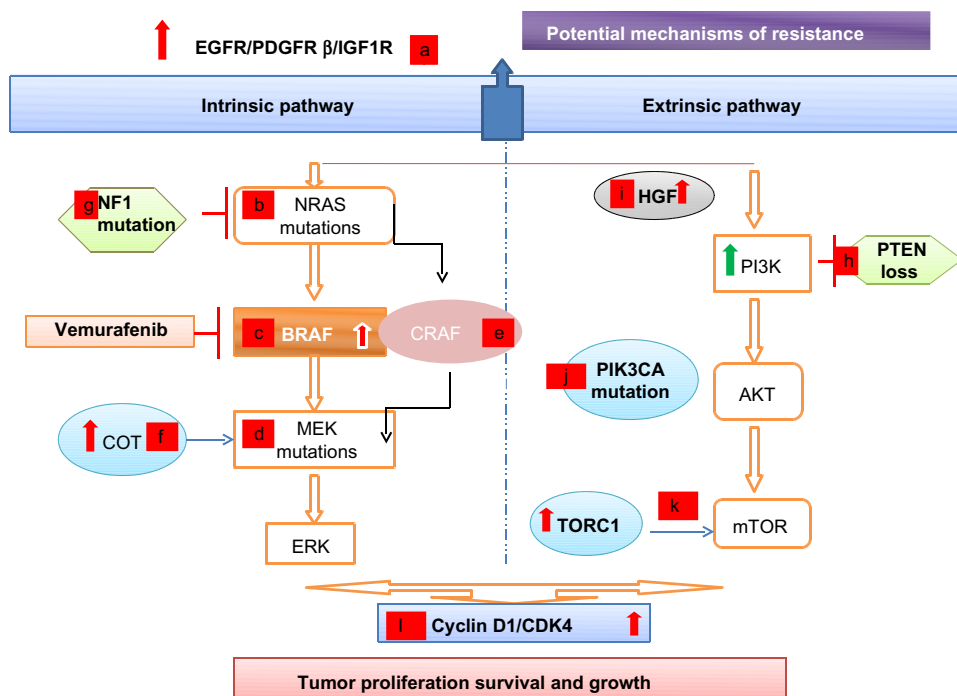 Potential mechanisms of resistance
EGFR/PDGFR β/IGF1R a
Intrinsic pathway
Extrinsic pathway
g NF1
mutation
b NRAS
mutations
i HGF
PI3K
h PTEN
loss
Vemurafenib
c BRAF
CRAF e
j PIK3CA
mutation
AKT
COT f
d MEK
mutations
k
TORC1
mTOR
ERK
l Cyclin D1/CDK4
Tumor proliferation survival and growth